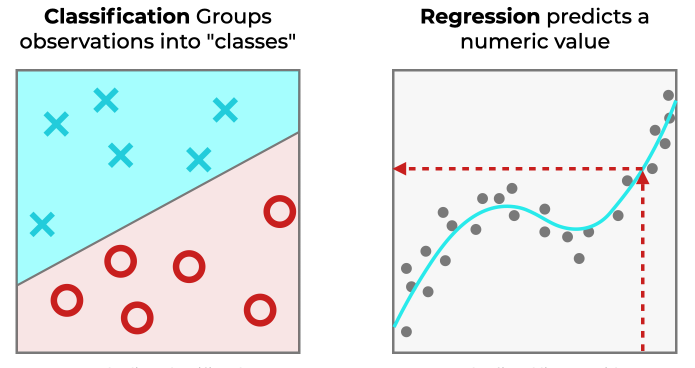 Classification Groups
observations into "classes"
Regression predicts a
numeric value